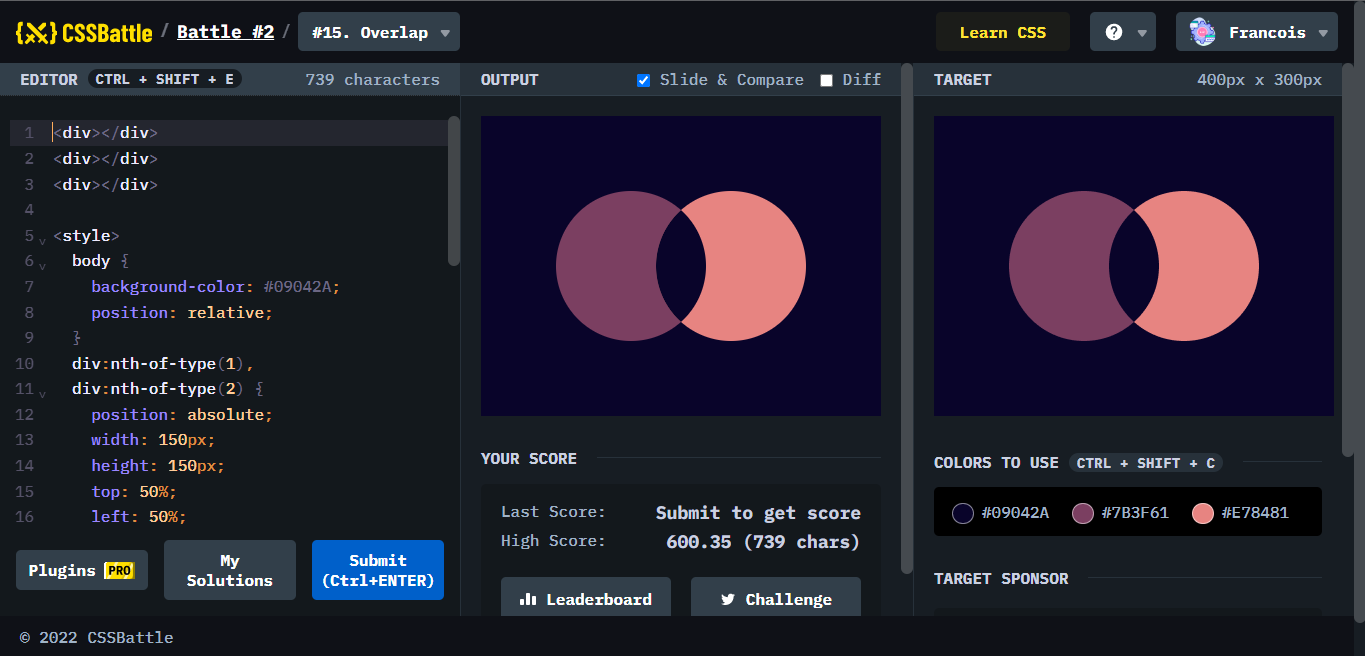 {X} CSSBattle / Battle #2 / #15. Overlap Learn CSS ? Francois
EDITOR CTRL + SHIFT + E 739 characters
OUTPUT Slide & Compare Diff
TARGET 400px x 300px
1 <div></div>
2 <div></div>
3 <div></div>
4
5 <style>
6 body {
7 background-color: #09042A;
8 position: relative;
9 }
10 div:nth-of-type(1),
11 div:nth-of-type(2) {
12 position: absolute;
13 width: 150px;
14 height: 150px;
15 top: 50%;
16 left: 50%;
Plugins PRO
My
Solutions
Submit
(Ctrl+ENTER)
YOUR SCORE
Last Score: Submit to get score
High Score: 600.35 (739 chars)
Leaderboard Challenge
COLORS TO USE CTRL + SHIFT + C
#09042A #7B3F61 #E78481
TARGET SPONSOR
© 2022 CSSBattle